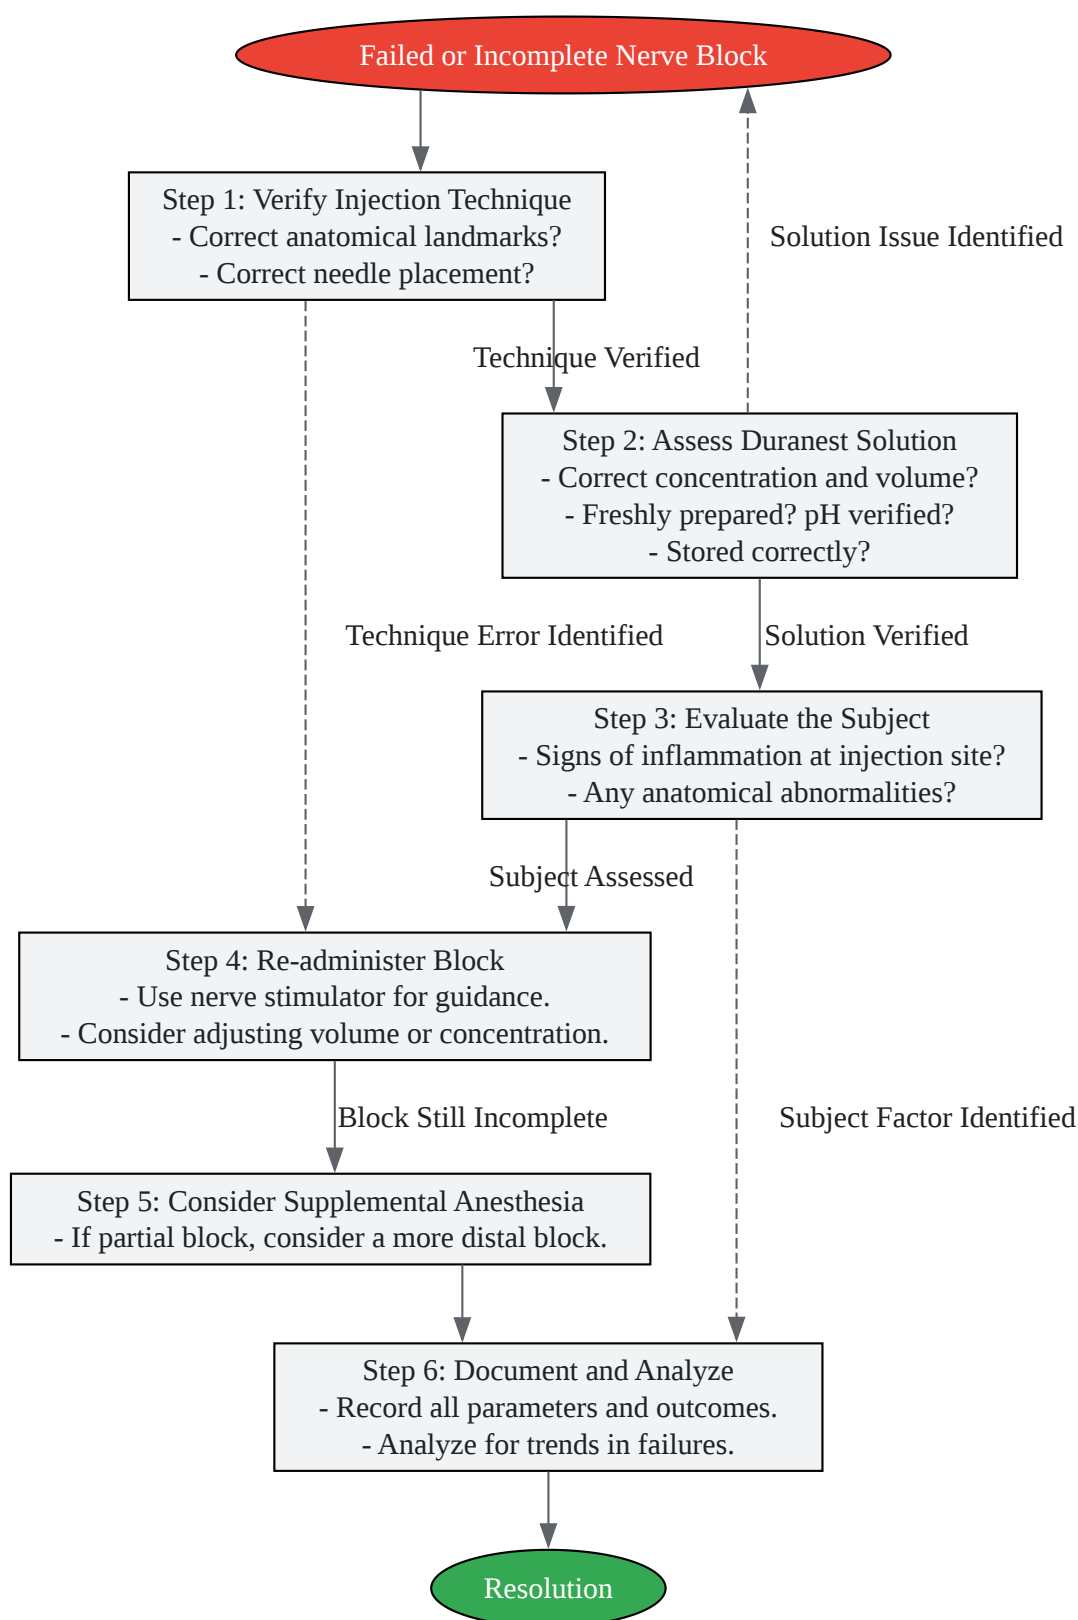 Failed or Incomplete Nerve Block
Step 1: Verify Injection Technique
- Correct anatomical landmarks?
- Correct needle placement?
Solution Issue Identified
Technique Verified
Step 2: Assess Duranest Solution
- Correct concentration and volume?
- Freshly prepared? pH verified?
- Stored correctly?
Technique Error Identified
Solution Verified
Step 3: Evaluate the Subject
- Signs of inflammation at injection site?
- Any anatomical abnormalities?
Subject Assessed
Step 4: Re-administer Block
- Use nerve stimulator for guidance.
- Consider adjusting volume or concentration.
Block Still Incomplete
Subject Factor Identified
Step 5: Consider Supplemental Anesthesia
- If partial block, consider a more distal block.
Step 6: Document and Analyze
- Record all parameters and outcomes.
- Analyze for trends in failures.
Resolution